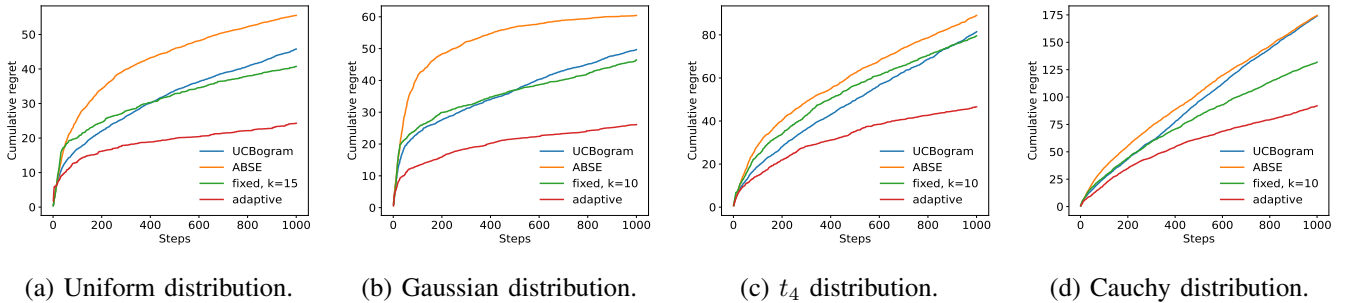 Cumulative regret
50
40
30
20
10
0
UCBogram
ABSE
fixed, k=15
adaptive
0 200 400 600 800 1000
Steps
(a) Uniform distribution.
Cumulative regret
60
50
40
30
20
10
0
UCBogram
ABSE
fixed, k=10
adaptive
0 200 400 600 800 1000
Steps
(b) Gaussian distribution.
Cumulative regret
80
60
40
20
0
UCBogram
ABSE
fixed, k=10
adaptive
0 200 400 600 800 1000
Steps
(c) t₄ distribution.
Cumulative regret
175
150
125
100
75
50
25
0
UCBogram
ABSE
fixed, k=10
adaptive
0 200 400 600 800 1000
Steps
(d) Cauchy distribution.